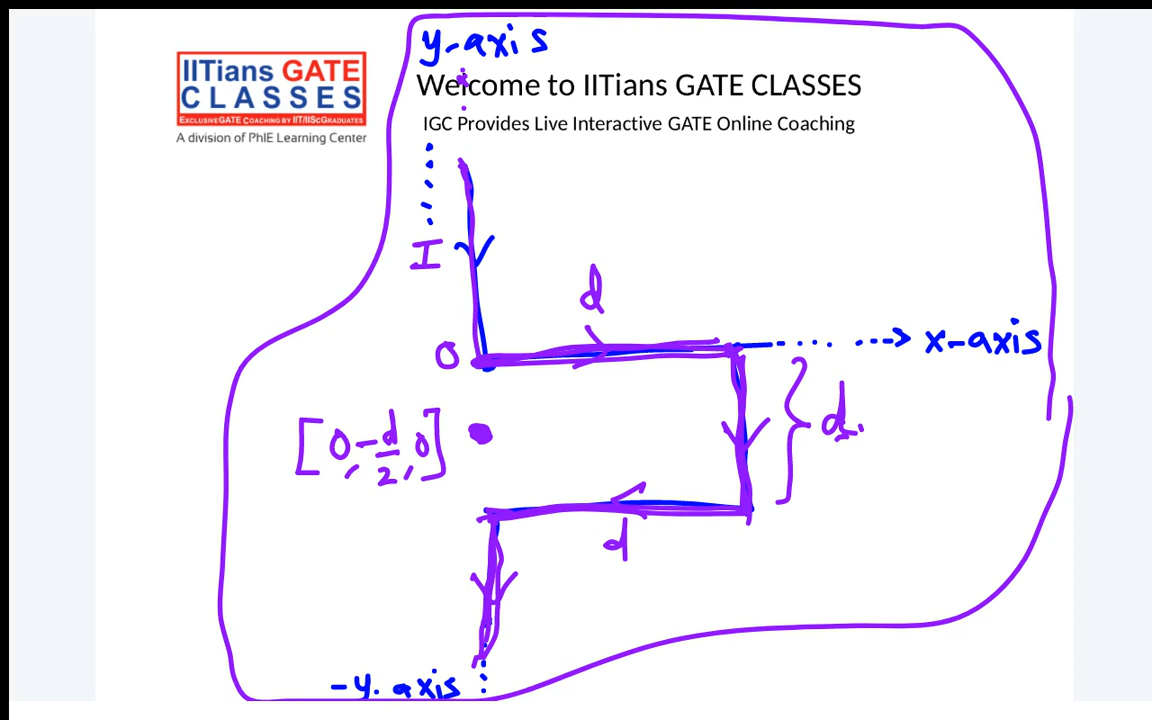 y-axis
IITians GATE
CLASSES
EXCLUSIVE GATE COACHING BY IIT/IISC GRADUATES
A division of PhIE Learning Center
Welcome to IITians GATE CLASSES
IGC Provides Live Interactive GATE Online Coaching
I
d
O
x-axis
[0, -d/2, 0]
d.
d
-y. axis